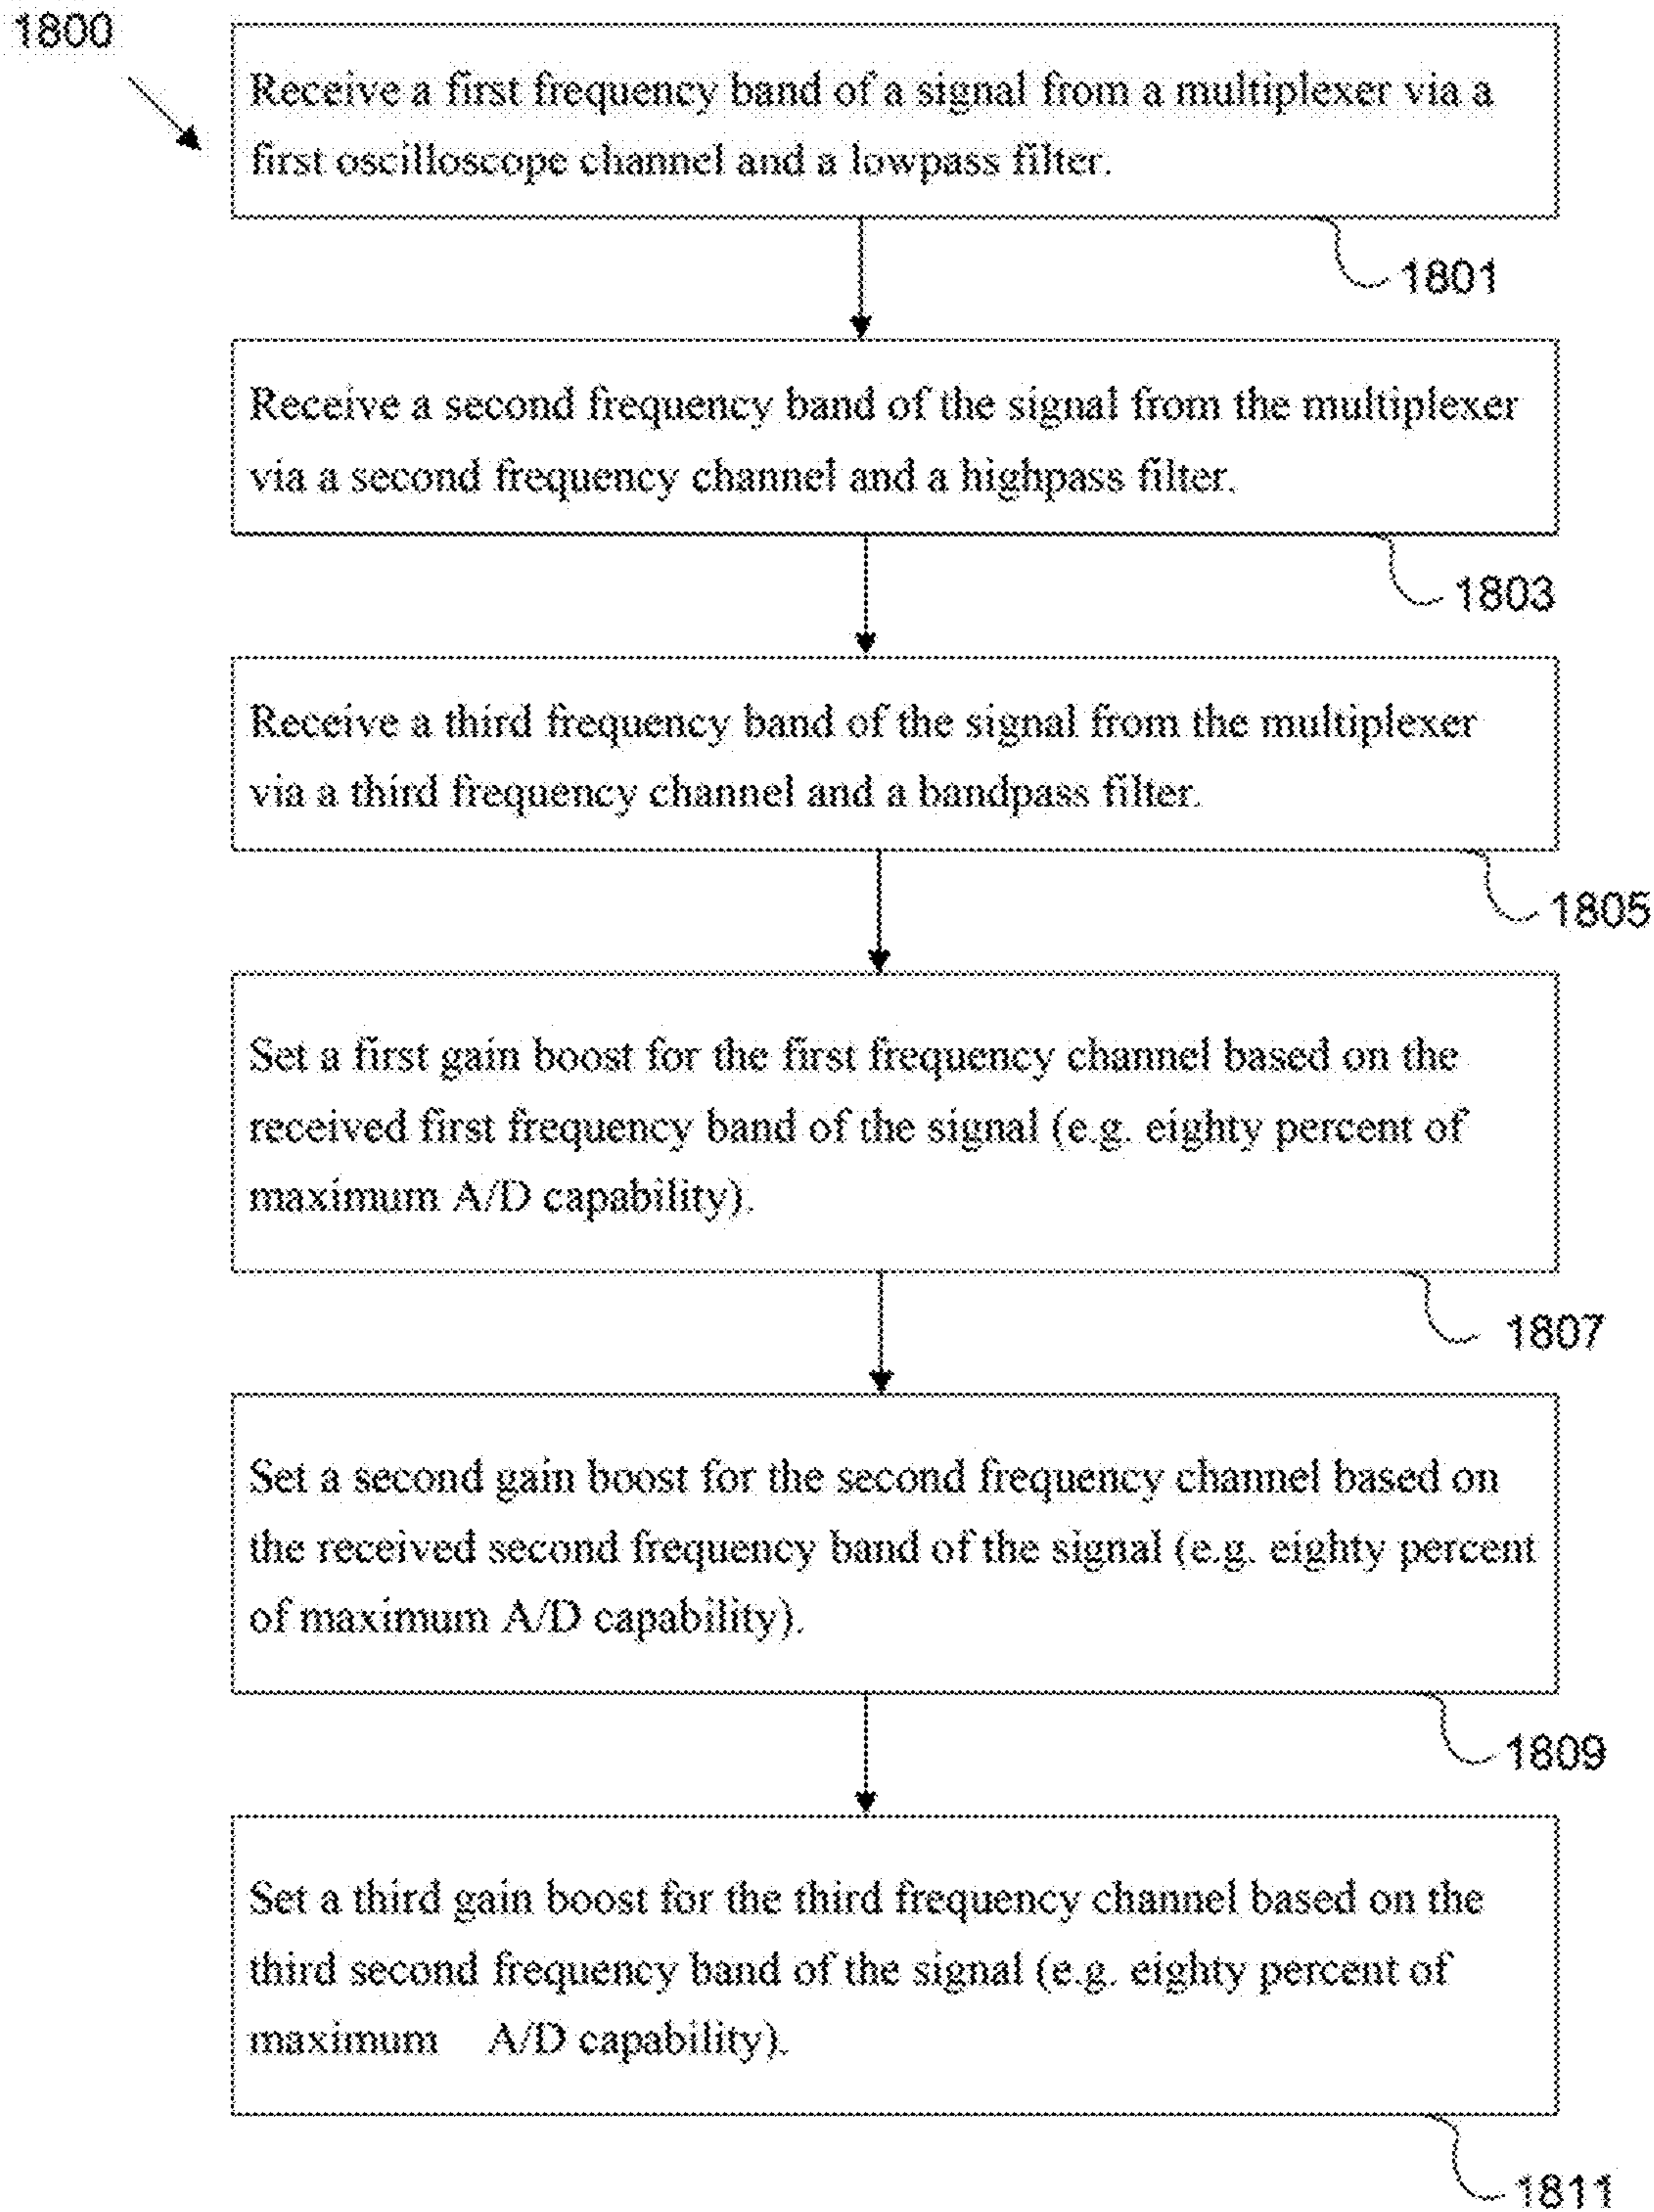 1800
Receive a first frequency band of a signal from a multiplexer via a
first oscilloscope channel and a lowpass filter.
1801
Receive a second frequency band of the signal from the multiplexer
via a second frequency channel and a highpass filter.
1803
Receive a third frequency band of the signal from the multiplexer
via a third frequency channel and a bandpass filter.
1805
Set a first gain boost for the first frequency channel based on the
received first frequency band of the signal (e.g. eighty percent of
maximum A/D capability).
1807
Set a second gain boost for the second frequency channel based on
the received second frequency band of the signal (e.g. eighty percent
of maximum A/D capability).
1809
Set a third gain boost for the third frequency channel based on the
third second frequency band of the signal (e.g. eighty percent of
maximum A/D capability).
1811